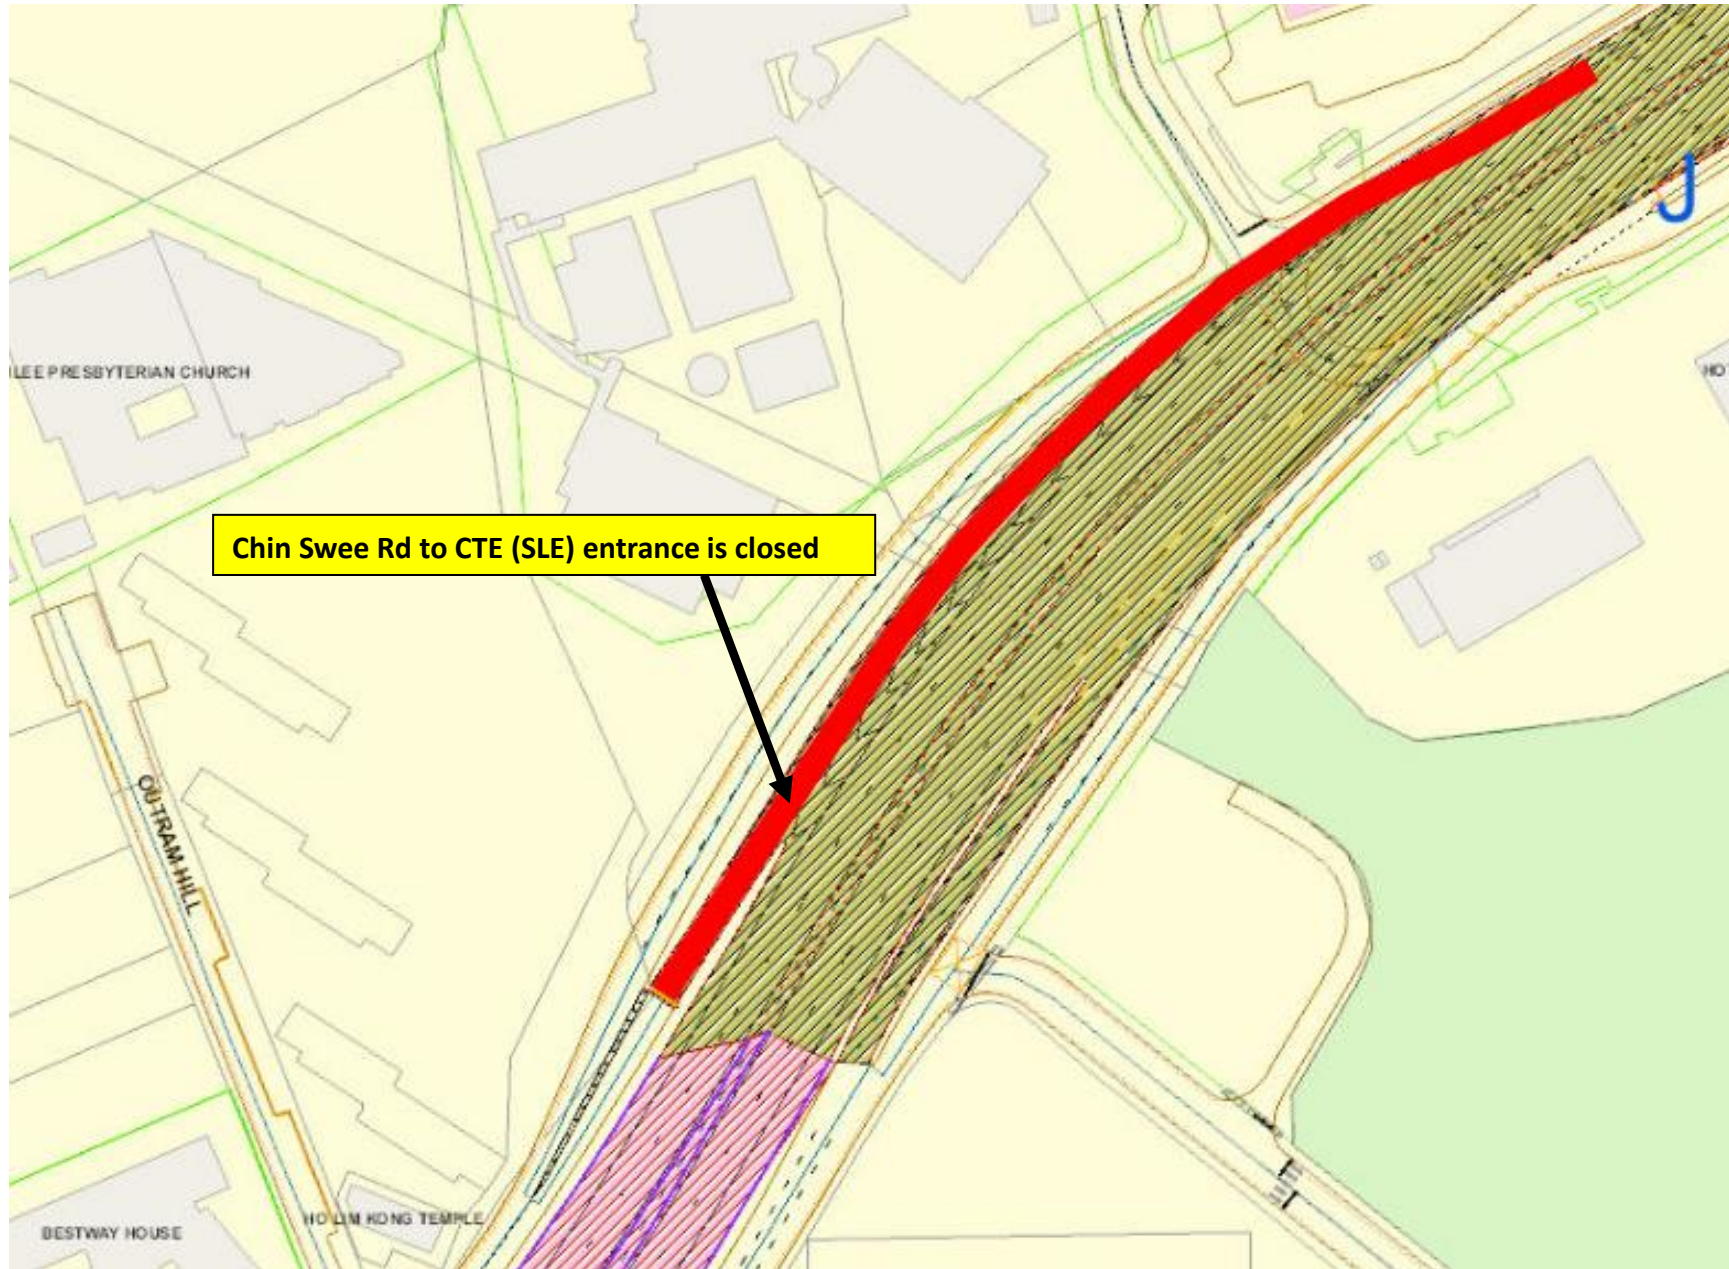 J
LEE PRESBYTERIAN CHURCH
HO
Chin Swee Rd to CTE (SLE) entrance is closed
OUTRAM HILL
HO LIM KONG TEMPLE
BESTWAY HOUSE